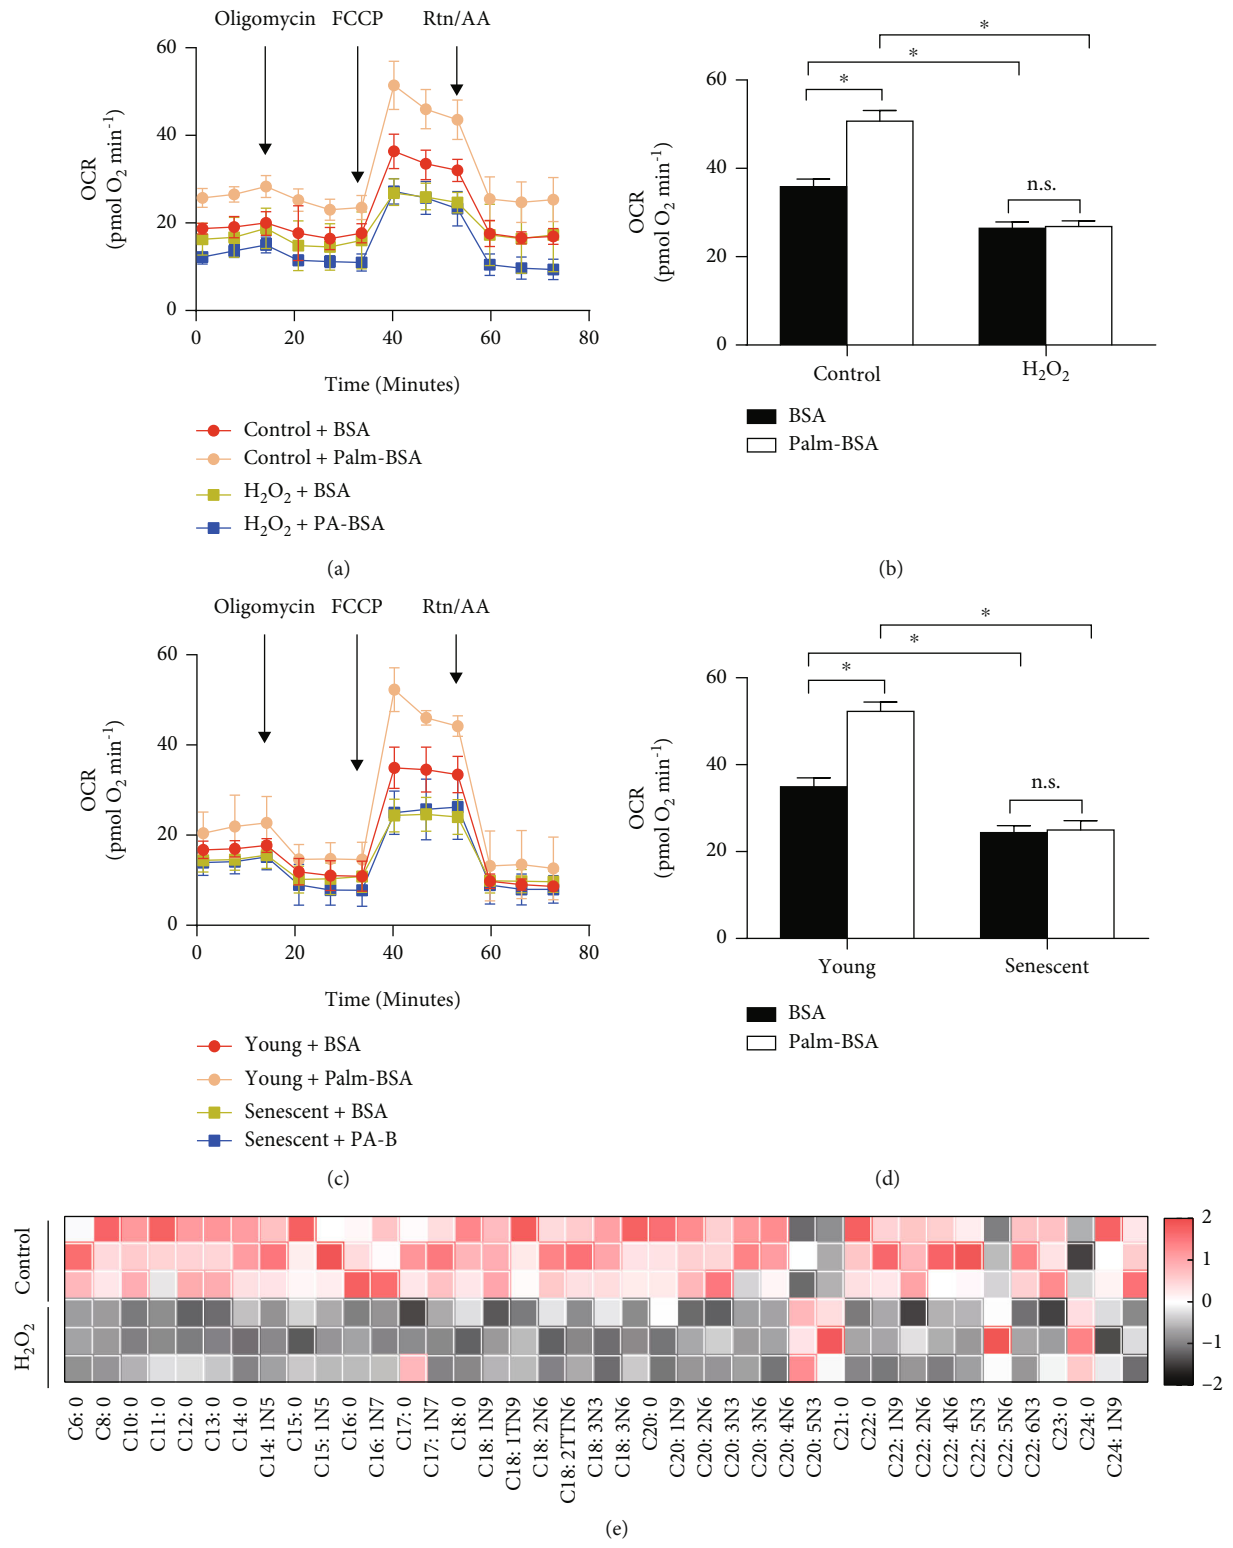 Oligomycin FCCP Rtn/AA
60
40
20
0
0 20 40 60 80
OCR
(pmol O₂ min⁻¹)
Time (Minutes)
Control + BSA
Control + Palm-BSA
H₂O₂ + BSA
H₂O₂ + PA-BSA
(a)
*
*
*
n.s.
60
40
20
0
OCR
(pmol O₂ min⁻¹)
Control H₂O₂
BSA
Palm-BSA
(b)
Oligomycin FCCP Rtn/AA
60
40
20
0
0 20 40 60 80
OCR
(pmol O₂ min⁻¹)
Time (Minutes)
Young + BSA
Young + Palm-BSA
Senescent + BSA
Senescent + PA-B
(c)
*
*
*
n.s.
60
40
20
0
OCR
(pmol O₂ min⁻¹)
Young Senescent
BSA
Palm-BSA
(d)
Control
H₂O₂
2
1
0
−1
−2
C6: 0
C8: 0
C10: 0
C11: 0
C12: 0
C13: 0
C14: 0
C14: 1N5
C15: 0
C15: 1N5
C16: 0
C16: 1N7
C17: 0
C17: 1N7
C18: 0
C18: 1N9
C18: 1TN9
C18: 2N6
C18: 2TTN6
C18: 3N3
C18: 3N6
C20: 0
C20: 1N9
C20: 2N6
C20: 3N3
C20: 3N6
C20: 4N6
C20: 5N3
C21: 0
C22: 0
C22: 1N9
C22: 2N6
C22: 4N6
C22: 5N3
C22: 5N6
C22: 6N3
C23: 0
C24: 0
C24: 1N9
(e)